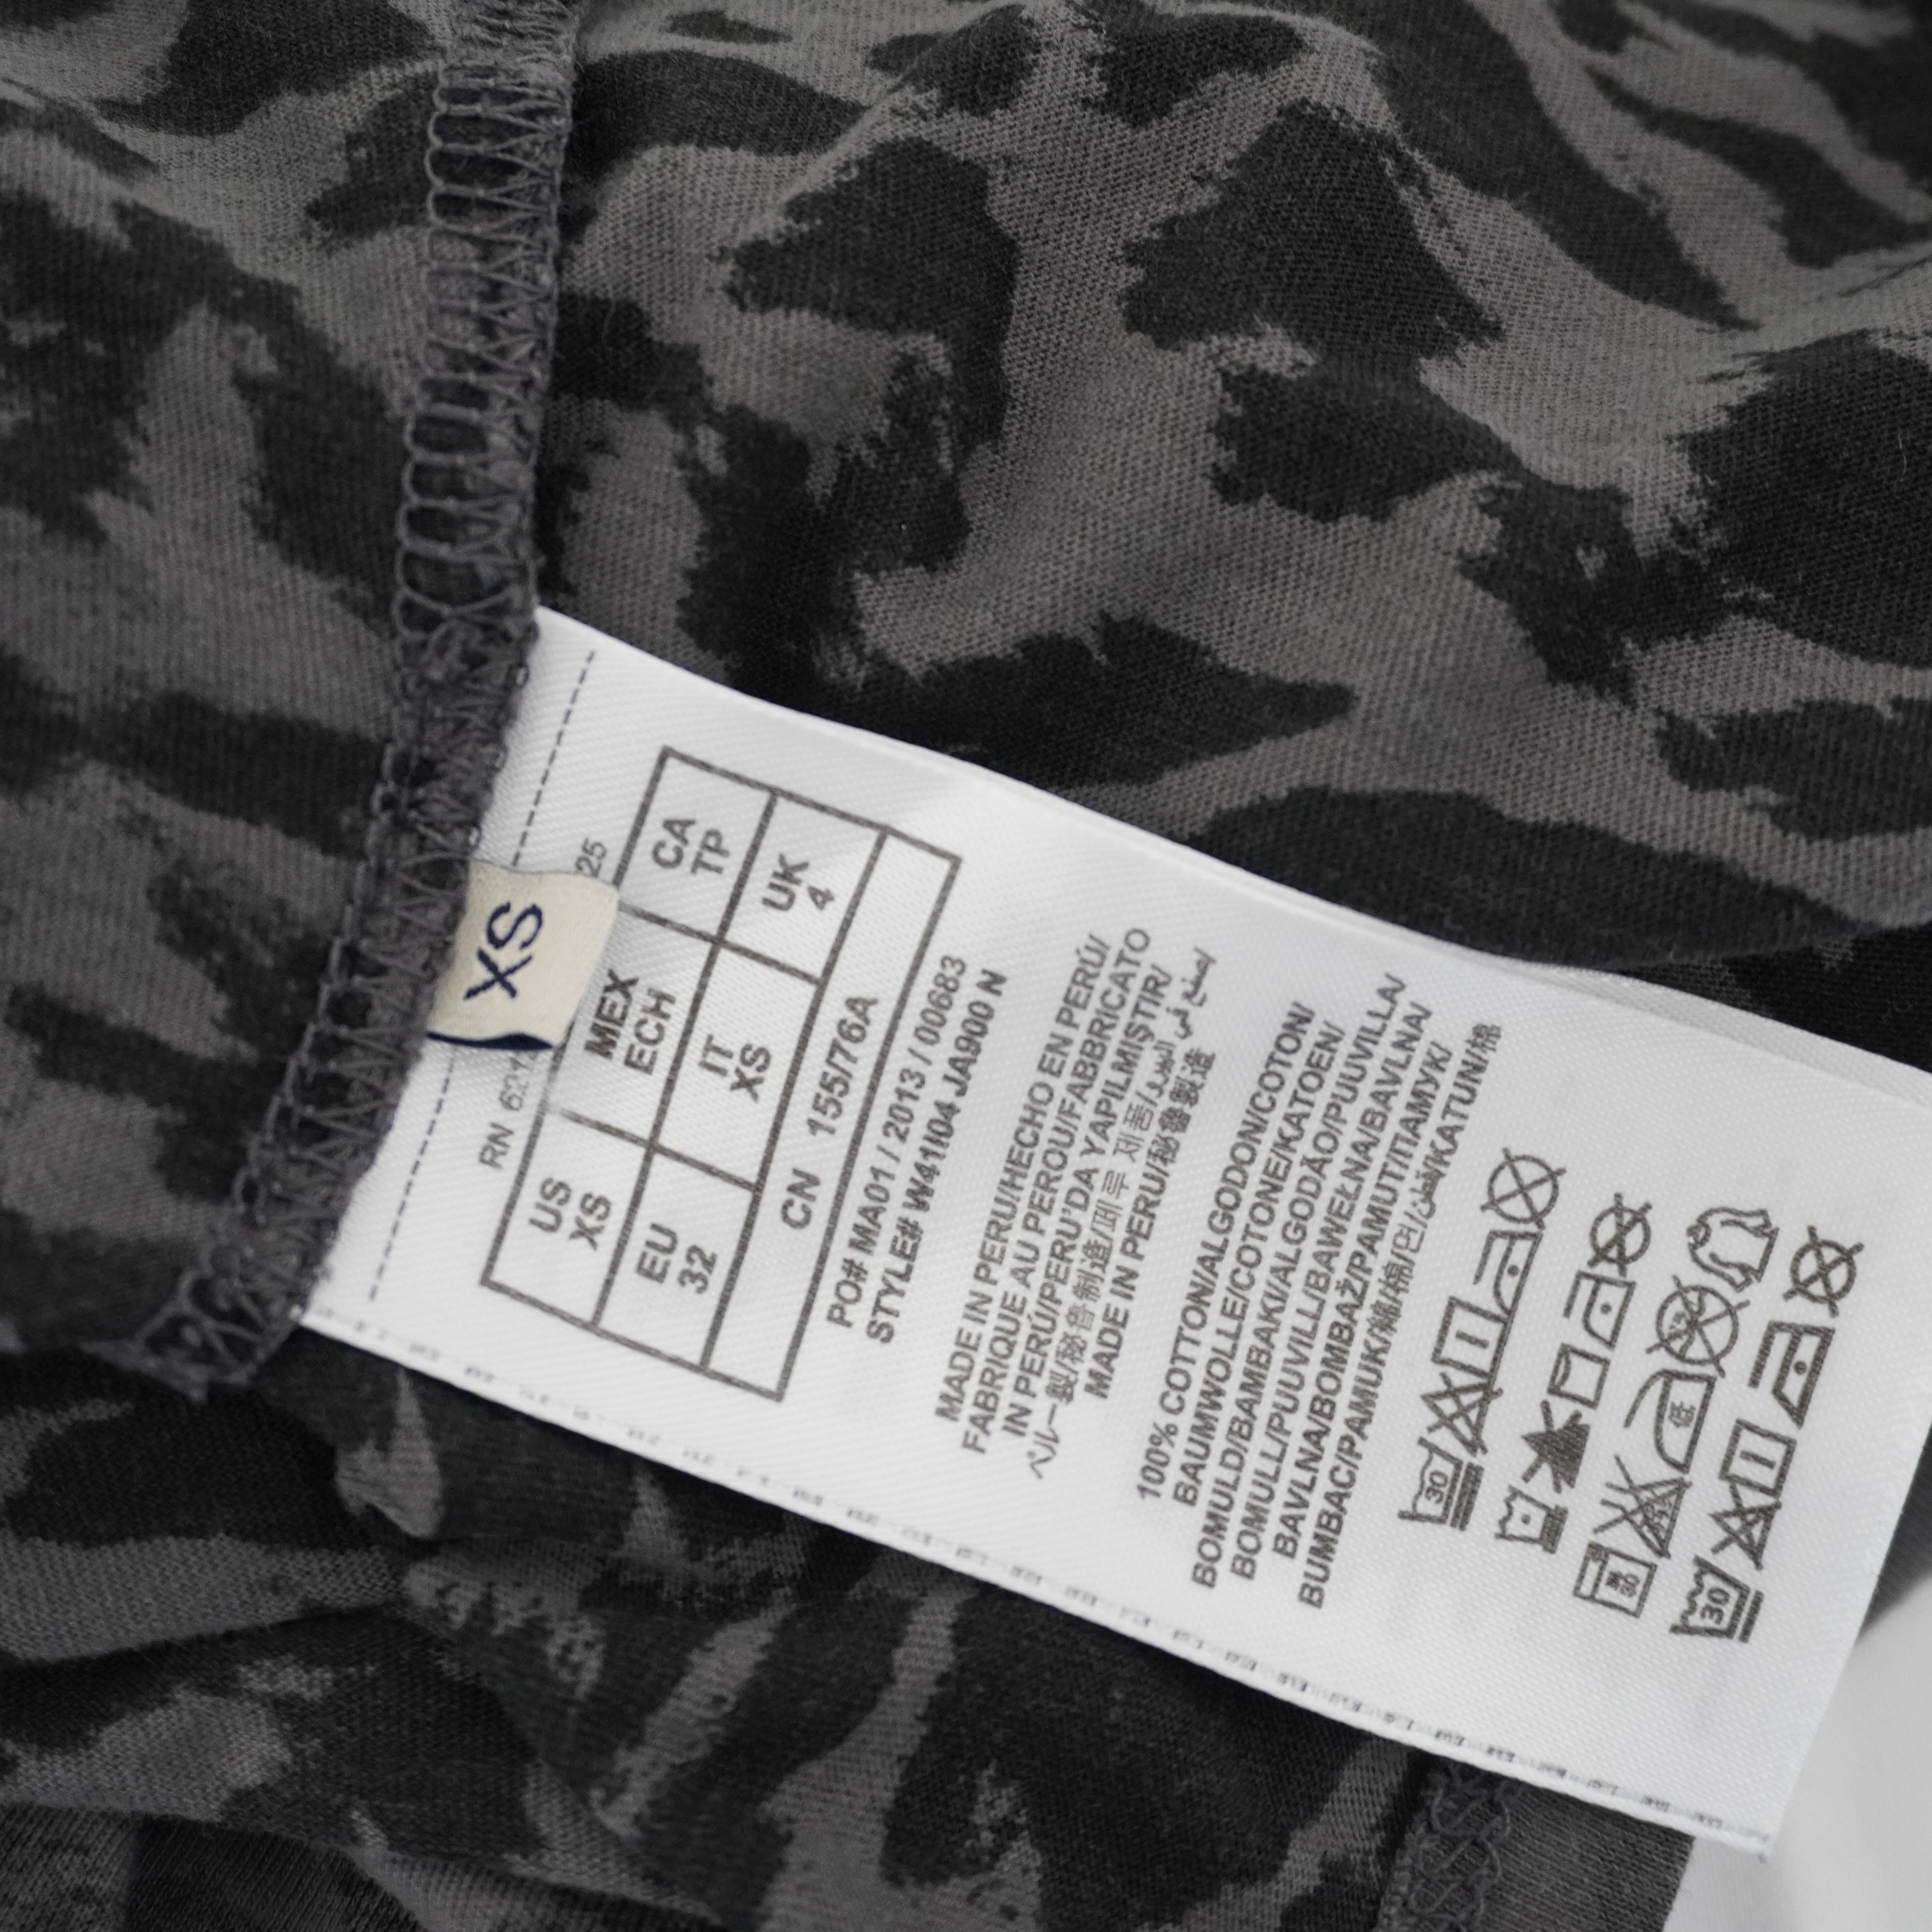 XS
RN 62
25
US XS
MEX ECH
CA TP
EU 32
IT XS
UK 4
CN 155/76A
PO# MA01 / 2013 / 00683
STYLE# W41I04 JA900 N
MADE IN PERU/HECHO EN PERÚ/
FABRIQUE AU PEROU/FABBRICATO
IN PERÚ/PERU'DA YAPILMIŞTIR/
ペルー製/秘鲁制造/페루 제품/صنع في البيرو/
MADE IN PERU/秘魯製造
100% COTTON/ALGODON/COTON/
BAUMWOLLE/COTONE/KATOEN/
BOMULD/BAMBAKI/ALGODÃO/PUUVILLA/
BOMULL/PUUVILLI/BAWEŁNA/BAVLNA/
BAVLNA/BOMBAŽ/PAMUT/ПАМУК/
BUMBAC/PAMUK/綿/棉/면/قطن/KATUN/棉
30
低
30
30